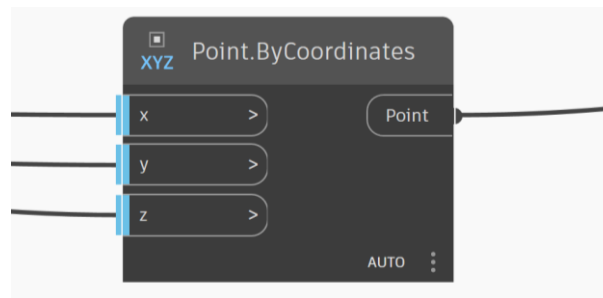 XYZ Point.ByCoordinates
x > Point
y >
z >
AUTO